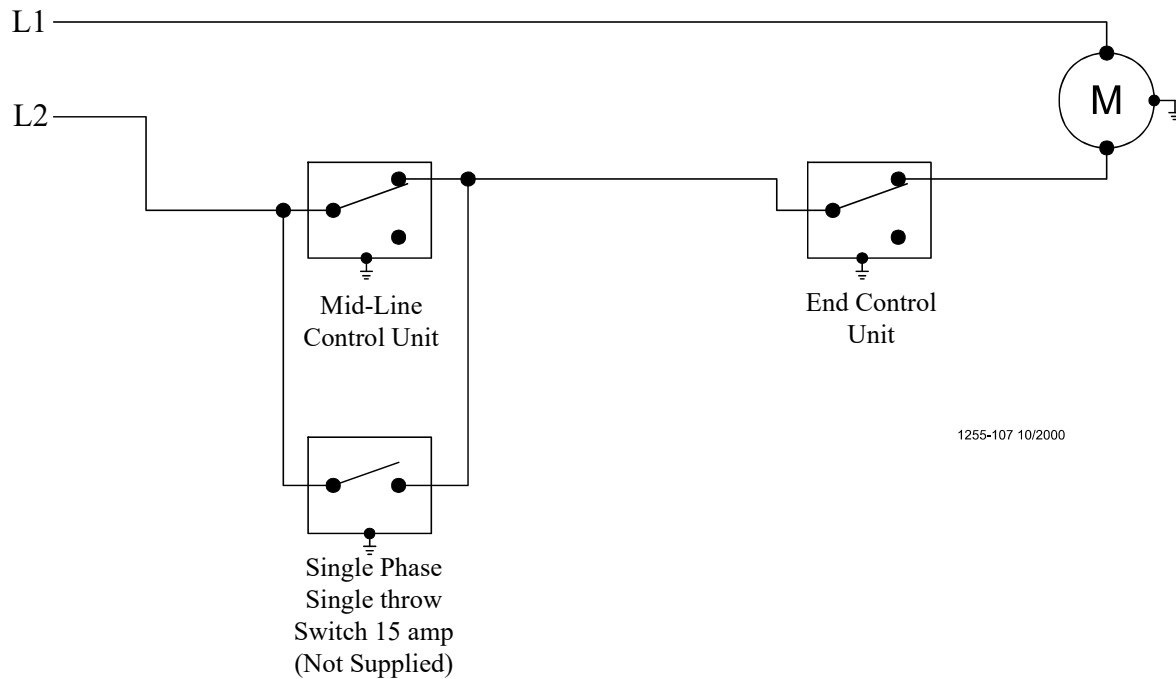 L1
M
L2
Mid-Line
Control Unit
End Control
Unit
1255-107 10/2000
Single Phase
Single throw
Switch 15 amp
(Not Supplied)